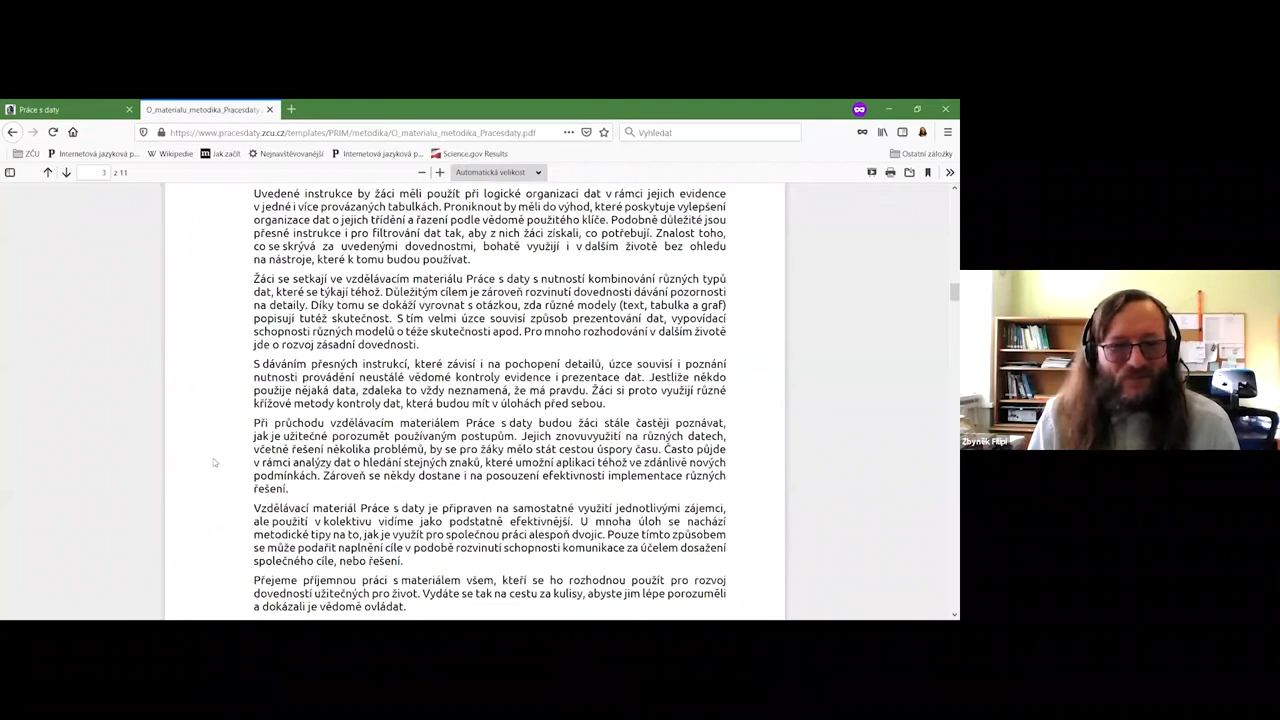 Práce s daty
O_materialu_metodika_Pracesdaty.
https://www.pracesdaty.zcu.cz/templates/PRIM/metodika/O_materialu_metodika_Pracesdaty.pdf
Vyhledat
ZČU
Internetová jazyková p...
Wikipedie
Jak začít
Nejnavštěvovanější
Internetová jazyková p...
Science.gov Results
Ostatní záložky
3 z 11
Automatická velikost
Uvedené instrukce by žáci měli použít při logické organizaci dat v rámci jejich evidence
v jedné i více provázaných tabulkách. Proniknout by měli do výhod, které poskytuje vylepšení
organizace dat o jejich třídění a řazení podle vědomě použitého klíče. Podobně důležité jsou
přesné instrukce i pro filtrování dat tak, aby z nich žáci získali, co potřebují. Znalost toho,
co se skrývá za uvedenými dovednostmi, bohatě využijí i v dalším životě bez ohledu
na nástroje, které k tomu budou používat.
Žáci se setkají ve vzdělávacím materiálu Práce s daty s nutností kombinování různých typů
dat, které se týkají téhož. Důležitým cílem je zároveň rozvinutí dovednosti dávání pozornosti
na detaily. Díky tomu se dokáží vyrovnat s otázkou, zda různé modely (text, tabulka a graf)
popisují tutéž skutečnost. S tím velmi úzce souvisí způsob prezentování dat, vypovídací
schopnosti různých modelů o téže skutečnosti apod. Pro mnoho rozhodování v dalším životě
jde o rozvoj zásadní dovednosti.
S dáváním přesných instrukcí, které závisí i na pochopení detailů, úzce souvisí i poznání
nutnosti provádění neustálé vědomé kontroly evidence i prezentace dat. Jestliže někdo
použije nějaká data, zdaleka to vždy neznamená, že má pravdu. Žáci si proto využijí různé
křížové metody kontroly dat, která budou mít v úlohách před sebou.
Při průchodu vzdělávacím materiálem Práce s daty budou žáci stále častěji poznávat,
jak je užitečné porozumět používaným postupům. Jejich znovuvyužití na různých datech,
včetně řešení několika problémů, by se pro žáky mělo stát cestou úspory času. Často půjde
v rámci analýzy dat o hledání stejných znaků, které umožní aplikaci téhož ve zdánlivě nových
podmínkách. Zároveň se někdy dostane i na posouzení efektivnosti implementace různých
řešení.
Vzdělávací materiál Práce s daty je připraven na samostatné využití jednotlivými zájemci,
ale použití v kolektivu vidíme jako podstatně efektivnější. U mnoha úloh se nachází
metodické tipy na to, jak je využít pro společnou práci alespoň dvojic. Pouze tímto způsobem
se může podařit naplnění cíle v podobě rozvinutí schopnosti komunikace za účelem dosažení
společného cíle, nebo řešení.
Přejeme příjemnou práci s materiálem všem, kteří se ho rozhodnou použít pro rozvoj
dovedností užitečných pro život. Vydáte se tak na cestu za kulisy, abyste jim lépe porozuměli
a dokázali je vědomě ovládat.
Zbyněk Filipi